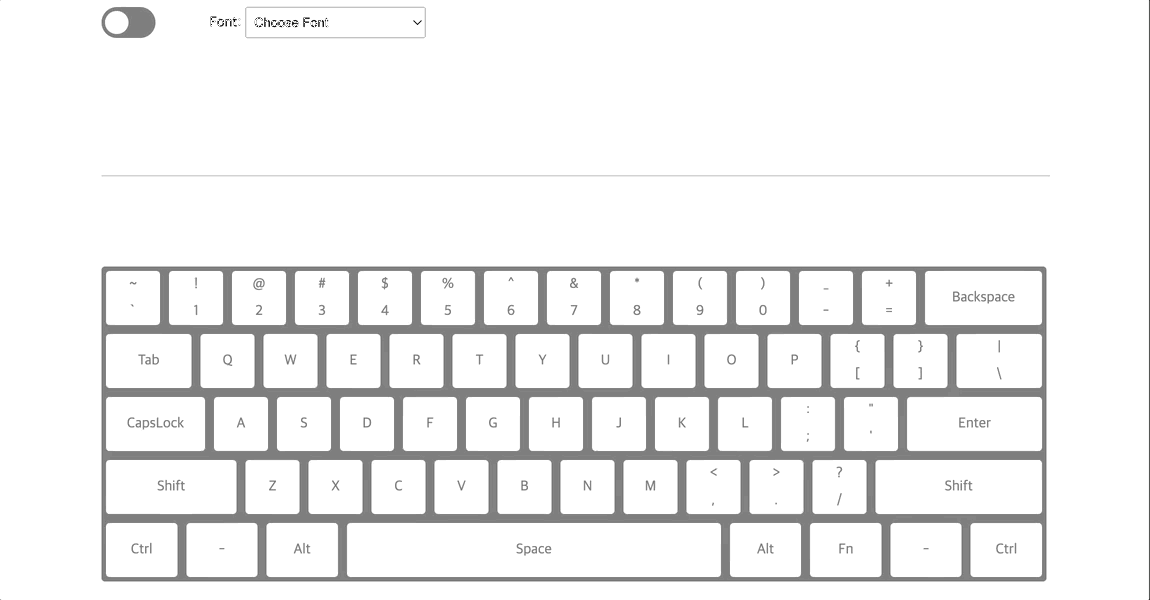 Font: Choose Font
~ ! @ # $ % ^ & * ( ) _ +
` 1 2 3 4 5 6 7 8 9 0 - = Backspace
{ } |
Tab Q W E R T Y U I O P [ ] \
: "
CapsLock A S D F G H J K L ; ' Enter
< > ?
Shift Z X C V B N M , . / Shift
Ctrl - Alt Space Alt Fn - Ctrl